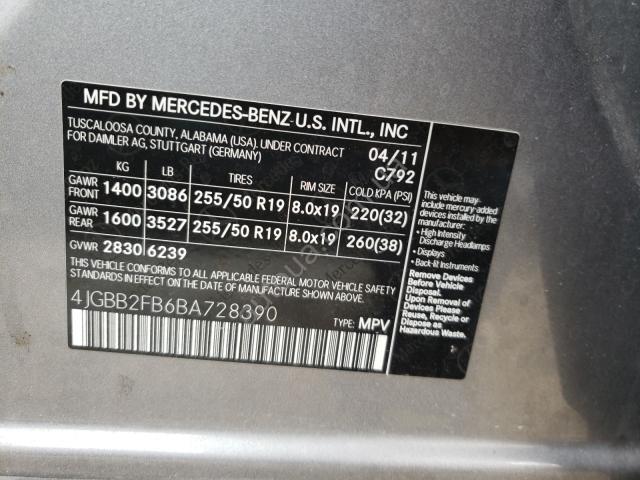 MFD BY MERCEDES-BENZ U.S. INTL., INC
TUSCALOOSA COUNTY, ALABAMA (USA), UNDER CONTRACT
FOR DAIMLER AG, STUTTGART (GERMANY)
04/11
C792
KG LB TIRES RIM SIZE COLD KPA (PSI)
GAWR FRONT 1400 3086 255/50 R19 8.0x19 220(32)
GAWR REAR 1600 3527 255/50 R19 8.0x19 260(38)
GVWR 2830 6239
THIS VEHICLE CONFORMS TO ALL APPLICABLE FEDERAL MOTOR VEHICLE SAFETY
STANDARDS IN EFFECT ON THE DATE OF MANUFACTURE SHOWN ABOVE.
4JGBB2FB6BA728390
TYPE: MPV
This vehicle may
include mercury-added
devices installed by the
manufacturer:
• High Intensity
Discharge Headlamps
• Displays
• Back-lit Instruments
Remove Devices
Before Vehicle
Disposal.
Upon Removal of
Devices Please
Reuse, Recycle or
Dispose as
Hazardous Waste.